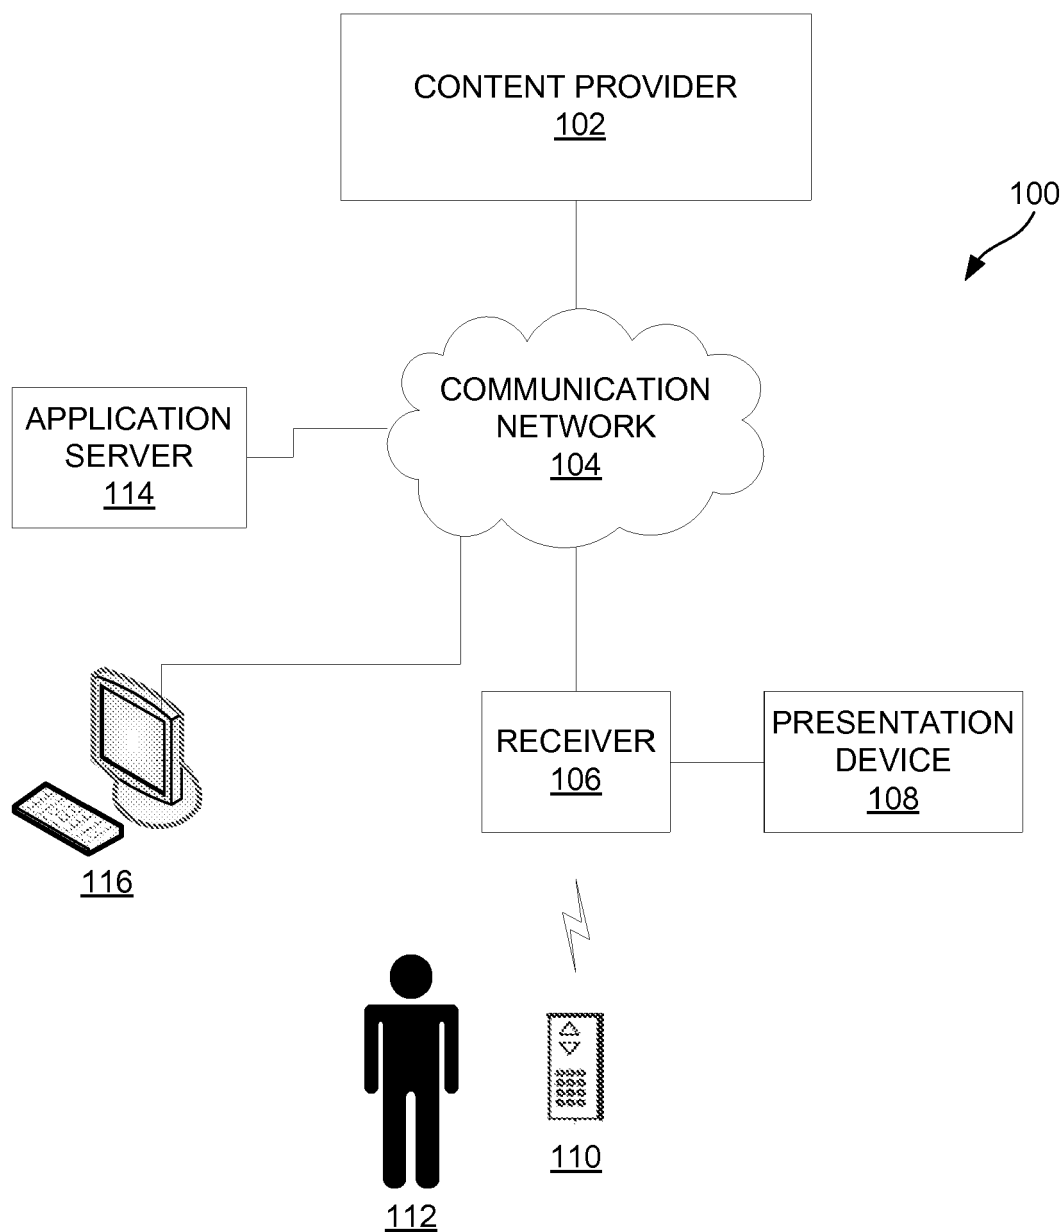 CONTENT PROVIDER
102
100
COMMUNICATION
NETWORK
104
APPLICATION
SERVER
114
RECEIVER
106
PRESENTATION
DEVICE
108
116
110
112